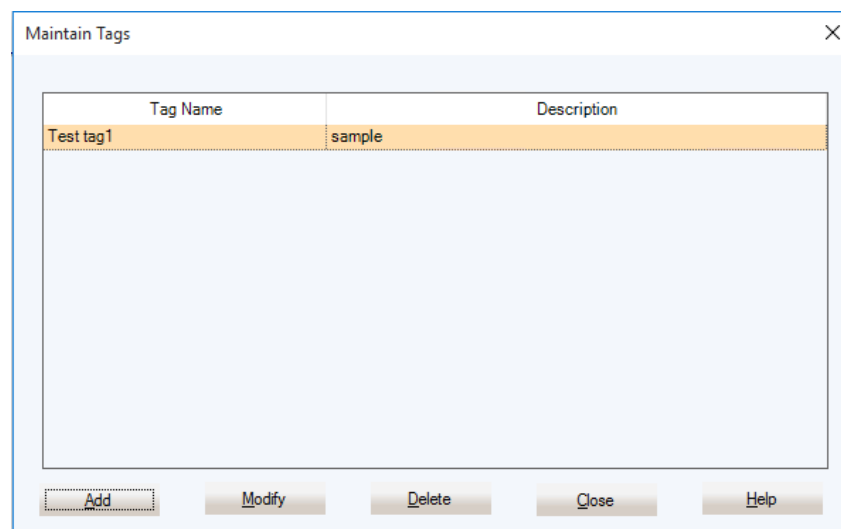 Maintain Tags
Tag Name Description
Test tag1 sample
Add Modify Delete Close Help